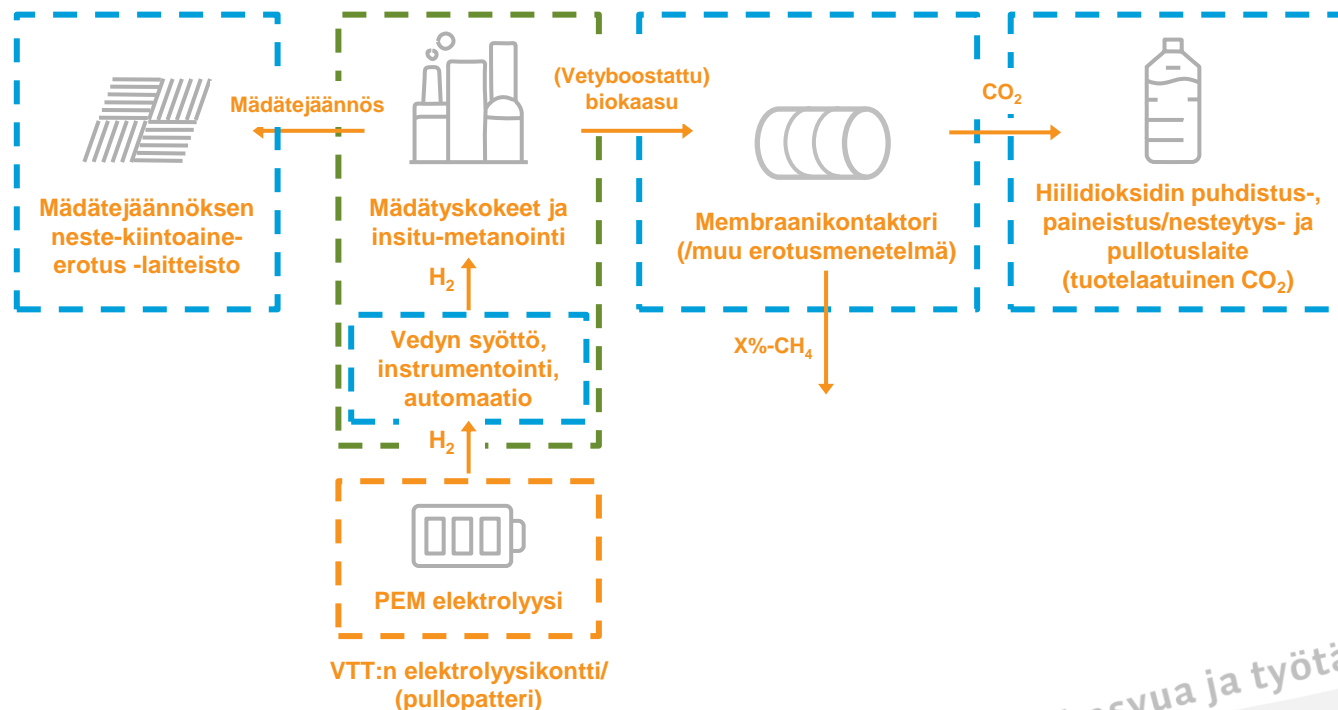 Mädätejäännös
Mädätejäännöksen
neste-kiintoaine-
erotus -laitteisto
Mädätyskokeet ja
insitu-metanointi
H₂
Vedyn syöttö,
instrumentointi,
automaatio
H₂
PEM elektrolyysi
VTT:n elektrolyysikontti/
(pullopatteri)
(Vetyboostattu)
biokaasu
Membraanikontaktori
(/muu erotusmenetelmä)
X%-CH₄
CO₂
Hiilidioksidin puhdistus-,
paineistus/nesteytys- ja
pullotuslaite
(tuotelaatuinen CO₂)
ja